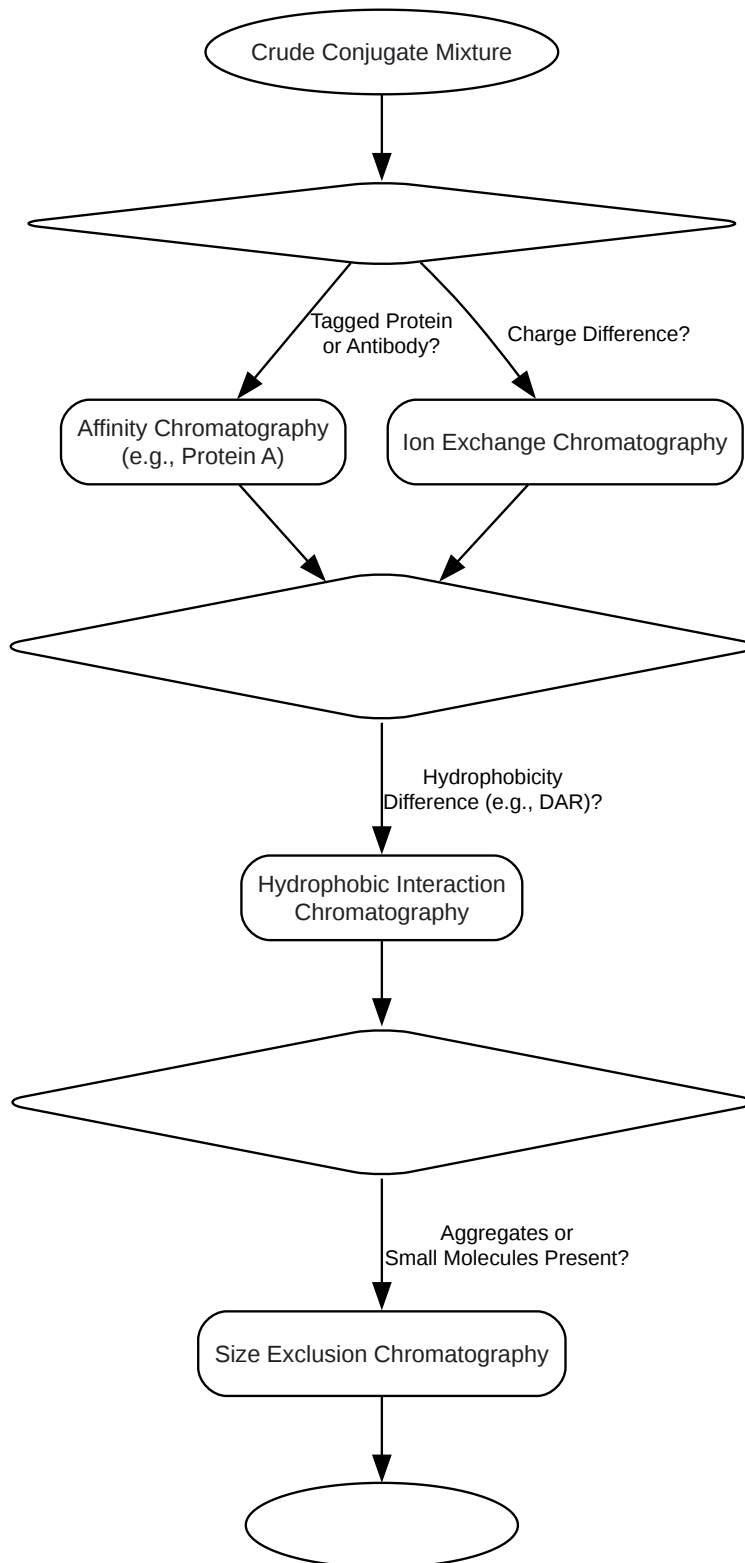 Crude Conjugate Mixture
Tagged Protein
or Antibody?
Charge Difference?
Affinity Chromatography
(e.g., Protein A)
Ion Exchange Chromatography
Hydrophobicity
Difference (e.g., DAR)?
Hydrophobic Interaction
Chromatography
Aggregates or
Small Molecules Present?
Size Exclusion Chromatography